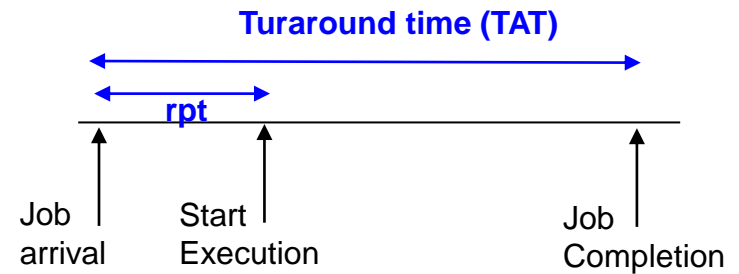 Turaround time (TAT)
rpt
Job
arrival
Start
Execution
Job
Completion